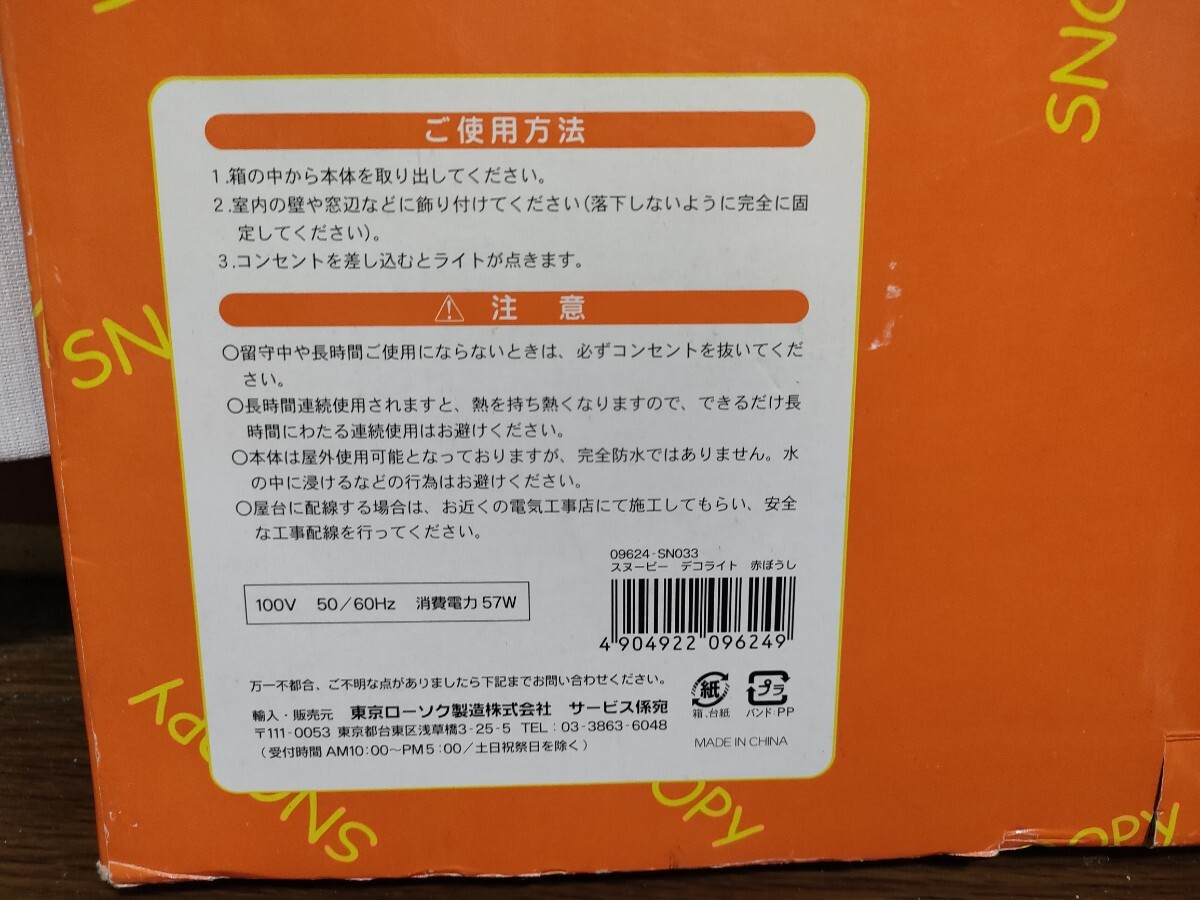 SNO
ご使用方法
1.箱の中から本体を取り出してください。
2.室内の壁や窓辺などに飾り付けてください(落下しないように完全に固
定してください)。
3.コンセントを差し込むとライトが点きます。
注 意
○留守中や長時間ご使用にならないときは、必ずコンセントを抜いてくだ
さい。
○長時間連続使用されますと、熱を持ち熱くなりますので、できるだけ長
時間にわたる連続使用はお避けください。
○本体は屋外使用可能となっておりますが、完全防水ではありません。水
の中に浸けるなどの行為はお避けください。
○屋台に配線する場合は、お近くの電気工事店にて施工してもらい、安全
な工事配線を行ってください。
SN
09624-SN033
スヌーピー デコライト 赤ぼうし
4 904922 096249
100V 50/60Hz 消費電力57W
万一不都合、ご不明な点がありましたら下記までお問い合わせください。
輸入・販売元 東京ローソク製造株式会社 サービス係宛
〒111-0053 東京都台東区浅草橋3-25-5 TEL:03-3863-6048
(受付時間 AM10:00~PM5:00/土日祝祭日を除く)
紙
箱、台紙
プラ
バンド・PP
MADE IN CHINA
PY
SNO
OPY
OPY